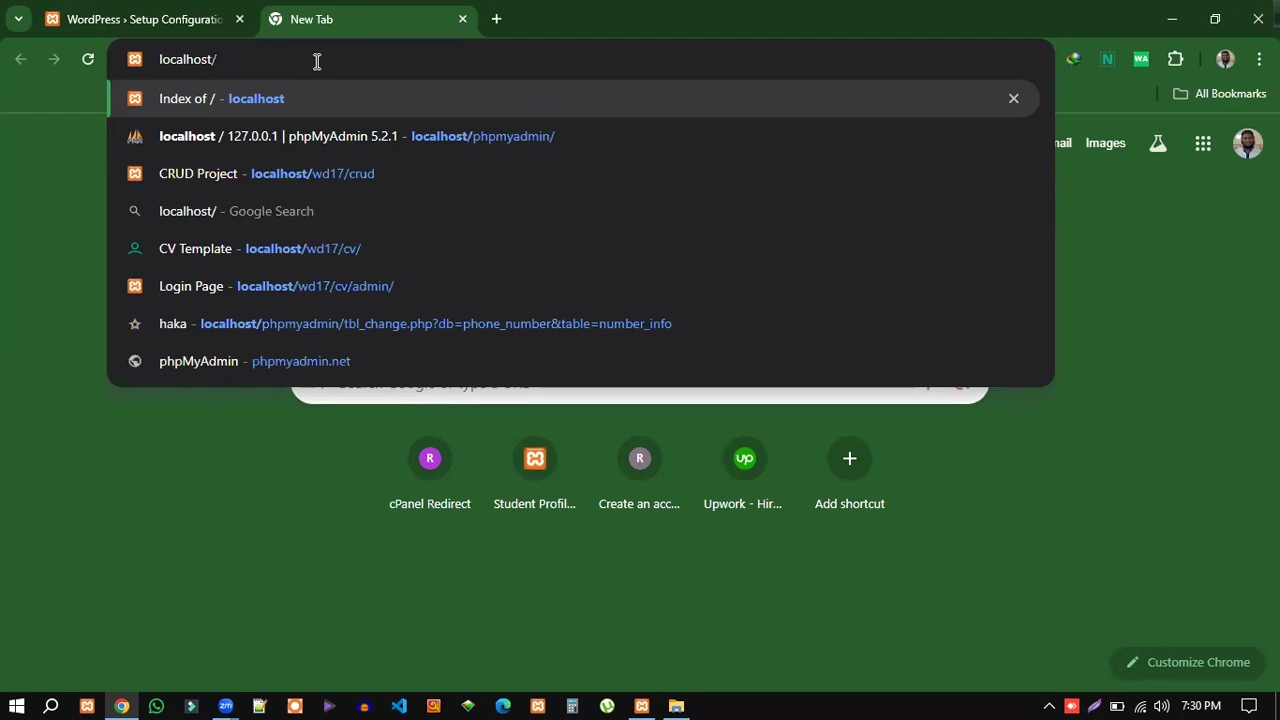 WordPress › Setup Configuratio
New Tab
localhost/
Index of / - localhost
localhost / 127.0.0.1 | phpMyAdmin 5.2.1 - localhost/phpmyadmin/
CRUD Project - localhost/wd17/crud
localhost/ - Google Search
CV Template - localhost/wd17/cv/
Login Page - localhost/wd17/cv/admin/
haka - localhost/phpmyadmin/tbl_change.php?db=phone_number&table=number_info
phpMyAdmin - phpmyadmin.net
N
WA
All Bookmarks
Images
R
cPanel Redirect
Student Profil...
R
Create an acc...
up
Upwork - Hir...
Add shortcut
Customize Chrome
zm
7:30 PM